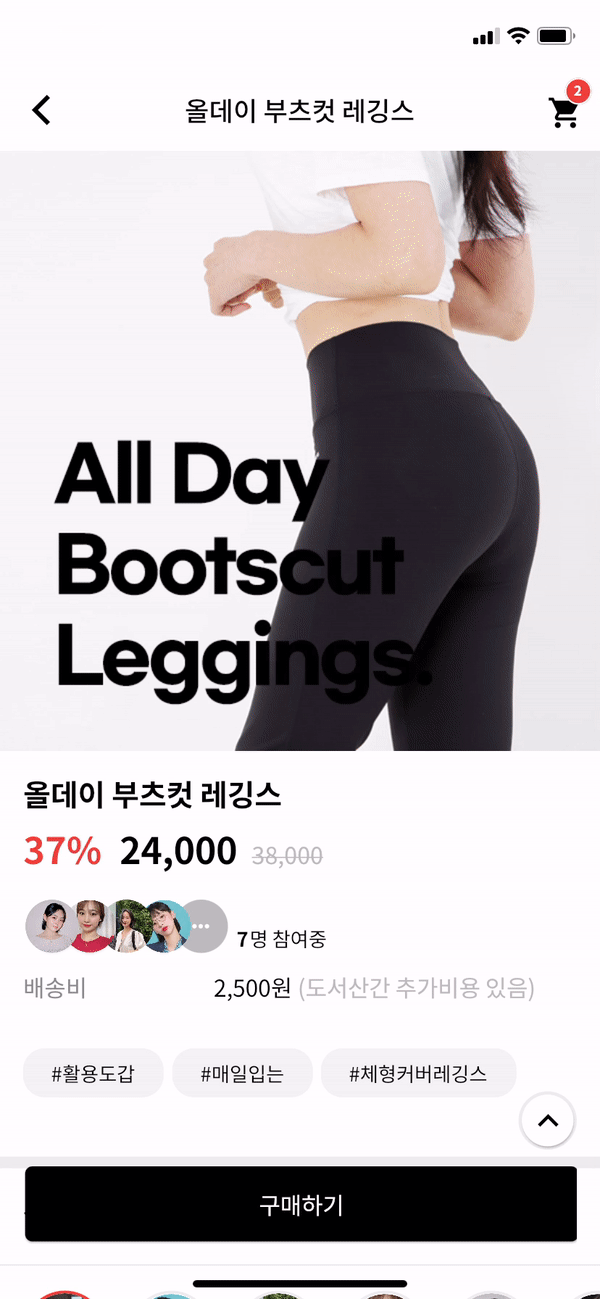 2
올데이 부츠컷 레깅스
All Day
Bootscut
Leggings.
올데이 부츠컷 레깅스
37% 24,000 38,000
7명 참여중
배송비 2,500원 (도서산간 추가비용 있음)
#활용도갑 #매일입는 #체형커버레깅스
구매하기